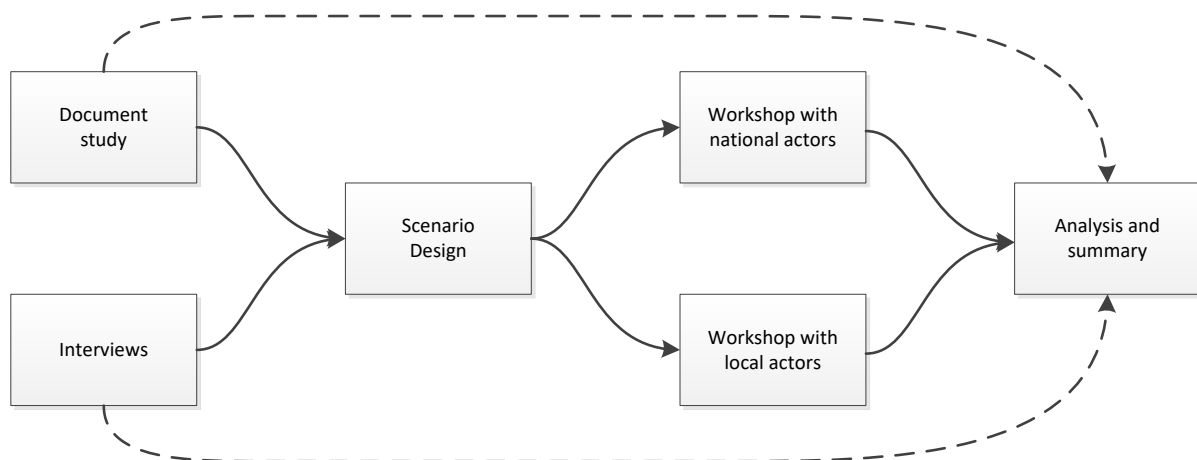 Document
study
Interviews
Scenario
Design
Workshop with
national actors
Workshop with
local actors
Analysis and
summary